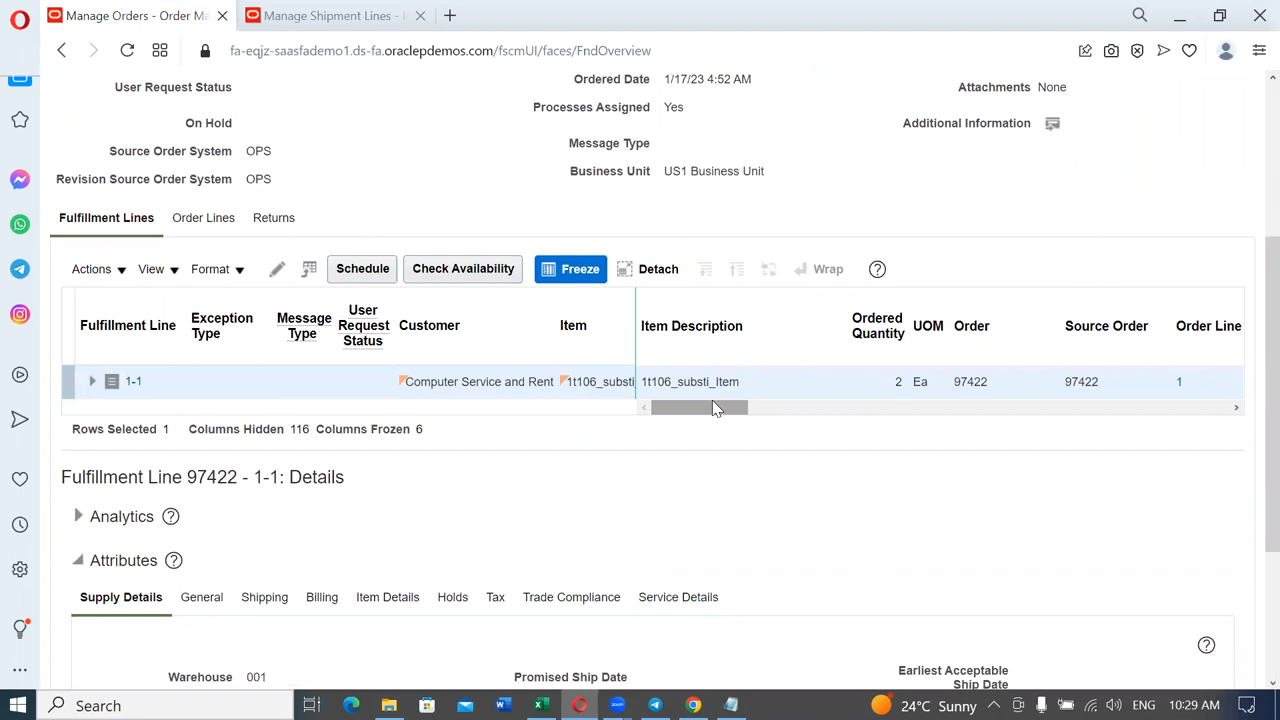 Manage Orders - Order Ma
Manage Shipment Lines -
fa-eqjz-saasfademo1.ds-fa.oraclepdemos.com/fscmUI/faces/FndOverview
User Request Status
Ordered Date 1/17/23 4:52 AM
Attachments None
Processes Assigned Yes
On Hold
Additional Information
Message Type
Source Order System OPS
Business Unit US1 Business Unit
Revision Source Order System OPS
Fulfillment Lines Order Lines Returns
Actions View Format Schedule Check Availability Freeze Detach Wrap
Fulfillment Line Exception Type Message Type User Request Status Customer Item Item Description Ordered Quantity UOM Order Source Order Order Line
1-1 Computer Service and Rent 1t106_substi 1t106_substi_Item 2 Ea 97422 97422 1
Rows Selected 1 Columns Hidden 116 Columns Frozen 6
Fulfillment Line 97422 - 1-1: Details
Analytics
Attributes
Supply Details General Shipping Billing Item Details Holds Tax Trade Compliance Service Details
Warehouse 001 Promised Ship Date Earliest Acceptable Ship Date
Search 24°C Sunny ENG 10:29 AM